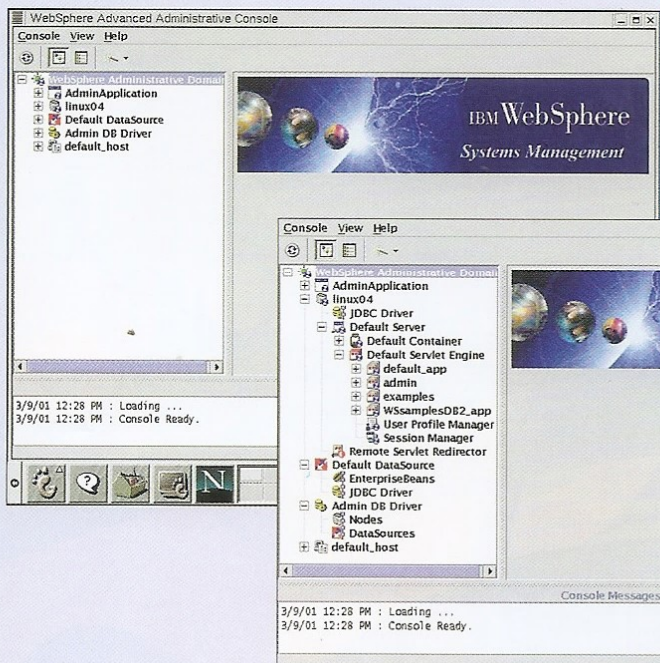 WebSphere Advanced Administrative Console
Console View Help
WebSphere Administrative Domain
AdminApplication
linux04
Default DataSource
Admin DB Driver
default_host
IBM WebSphere
Systems Management
3/9/01 12:28 PM : Loading ...
3/9/01 12:28 PM : Console Ready.
N
Console View Help
WebSphere Administrative Domain
AdminApplication
linux04
JDBC Driver
Default Server
Default Container
Default Servlet Engine
default_app
admin
examples
WSsamplesDB2_app
User Profile Manager
Session Manager
Remote Servlet Redirector
Default DataSource
EnterpriseBeans
JDBC Driver
Admin DB Driver
Nodes
DataSources
default_host
Console Messages
3/9/01 12:28 PM : Loading ...
3/9/01 12:28 PM : Console Ready.